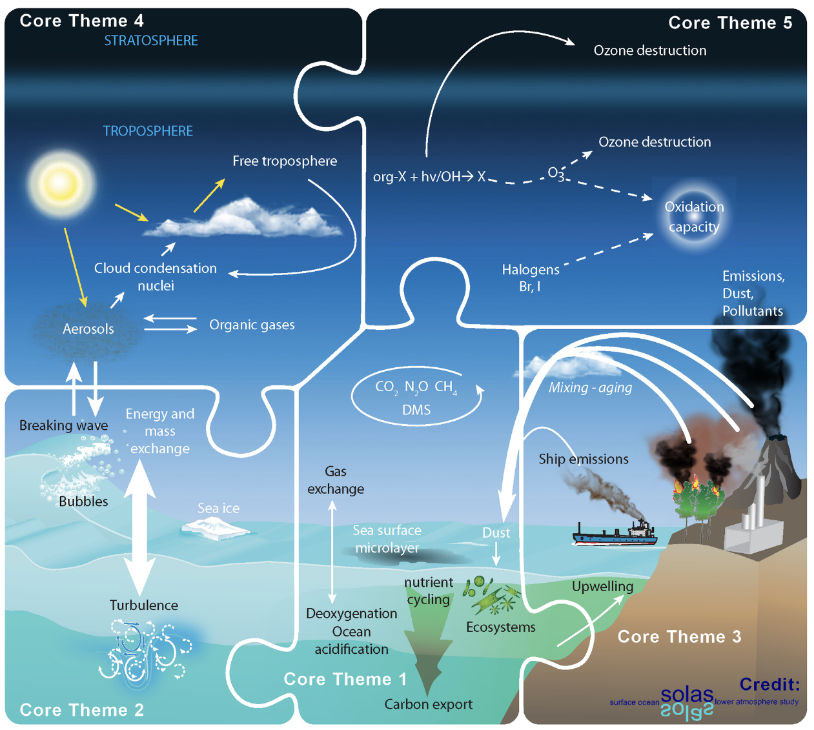 Core Theme 4
STRATOSPHERE
TROPOSPHERE
Free troposphere
Cloud condensation
nuclei
Aerosols
Organic gases
Core Theme 5
Ozone destruction
Ozone destruction
org-X + hv/OH→ X
O3
Oxidation
capacity
Halogens
Br, I
Emissions,
Dust,
Pollutants
Breaking wave
Energy and
mass
exchange
Bubbles
Sea ice
Turbulence
Core Theme 2
CO2 N2O CH4
DMS
Gas
exchange
Sea surface
microlayer
Dust
nutrient
cycling
Ecosystems
Deoxygenation
Ocean
acidification
Core Theme 1
Carbon export
Mixing - aging
Ship emissions
Upwelling
Core Theme 3
Credit:
surface ocean solas lower atmosphere study
solas